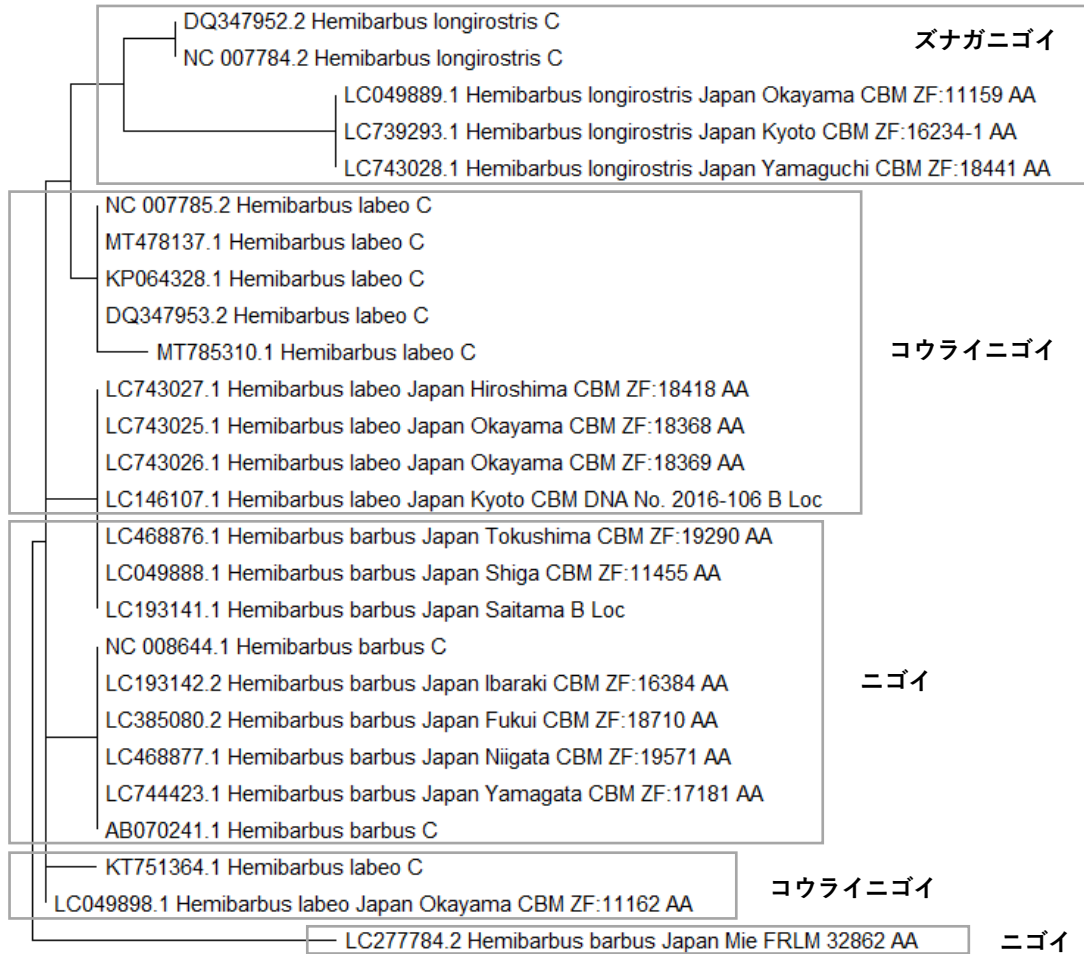 DQ347952.2 Hemibarbus longirostris C
ズナガニゴイ
NC 007784.2 Hemibarbus longirostris C
LC049889.1 Hemibarbus longirostris Japan Okayama CBM ZF:11159 AA
LC739293.1 Hemibarbus longirostris Japan Kyoto CBM ZF:16234-1 AA
LC743028.1 Hemibarbus longirostris Japan Yamaguchi CBM ZF:18441 AA
NC 007785.2 Hemibarbus labeo C
MT478137.1 Hemibarbus labeo C
KP064328.1 Hemibarbus labeo C
DQ347953.2 Hemibarbus labeo C
MT785310.1 Hemibarbus labeo C
コウライニゴイ
LC743027.1 Hemibarbus labeo Japan Hiroshima CBM ZF:18418 AA
LC743025.1 Hemibarbus labeo Japan Okayama CBM ZF:18368 AA
LC743026.1 Hemibarbus labeo Japan Okayama CBM ZF:18369 AA
LC146107.1 Hemibarbus labeo Japan Kyoto CBM DNA No. 2016-106 B Loc
LC468876.1 Hemibarbus barbus Japan Tokushima CBM ZF:19290 AA
LC049888.1 Hemibarbus barbus Japan Shiga CBM ZF:11455 AA
LC193141.1 Hemibarbus barbus Japan Saitama B Loc
NC 008644.1 Hemibarbus barbus C
LC193142.2 Hemibarbus barbus Japan Ibaraki CBM ZF:16384 AA
ニゴイ
LC385080.2 Hemibarbus barbus Japan Fukui CBM ZF:18710 AA
LC468877.1 Hemibarbus barbus Japan Niigata CBM ZF:19571 AA
LC744423.1 Hemibarbus barbus Japan Yamagata CBM ZF:17181 AA
AB070241.1 Hemibarbus barbus C
KT751364.1 Hemibarbus labeo C
コウライニゴイ
LC049898.1 Hemibarbus labeo Japan Okayama CBM ZF:11162 AA
LC277784.2 Hemibarbus barbus Japan Mie FRLM 32862 AA
ニゴイ